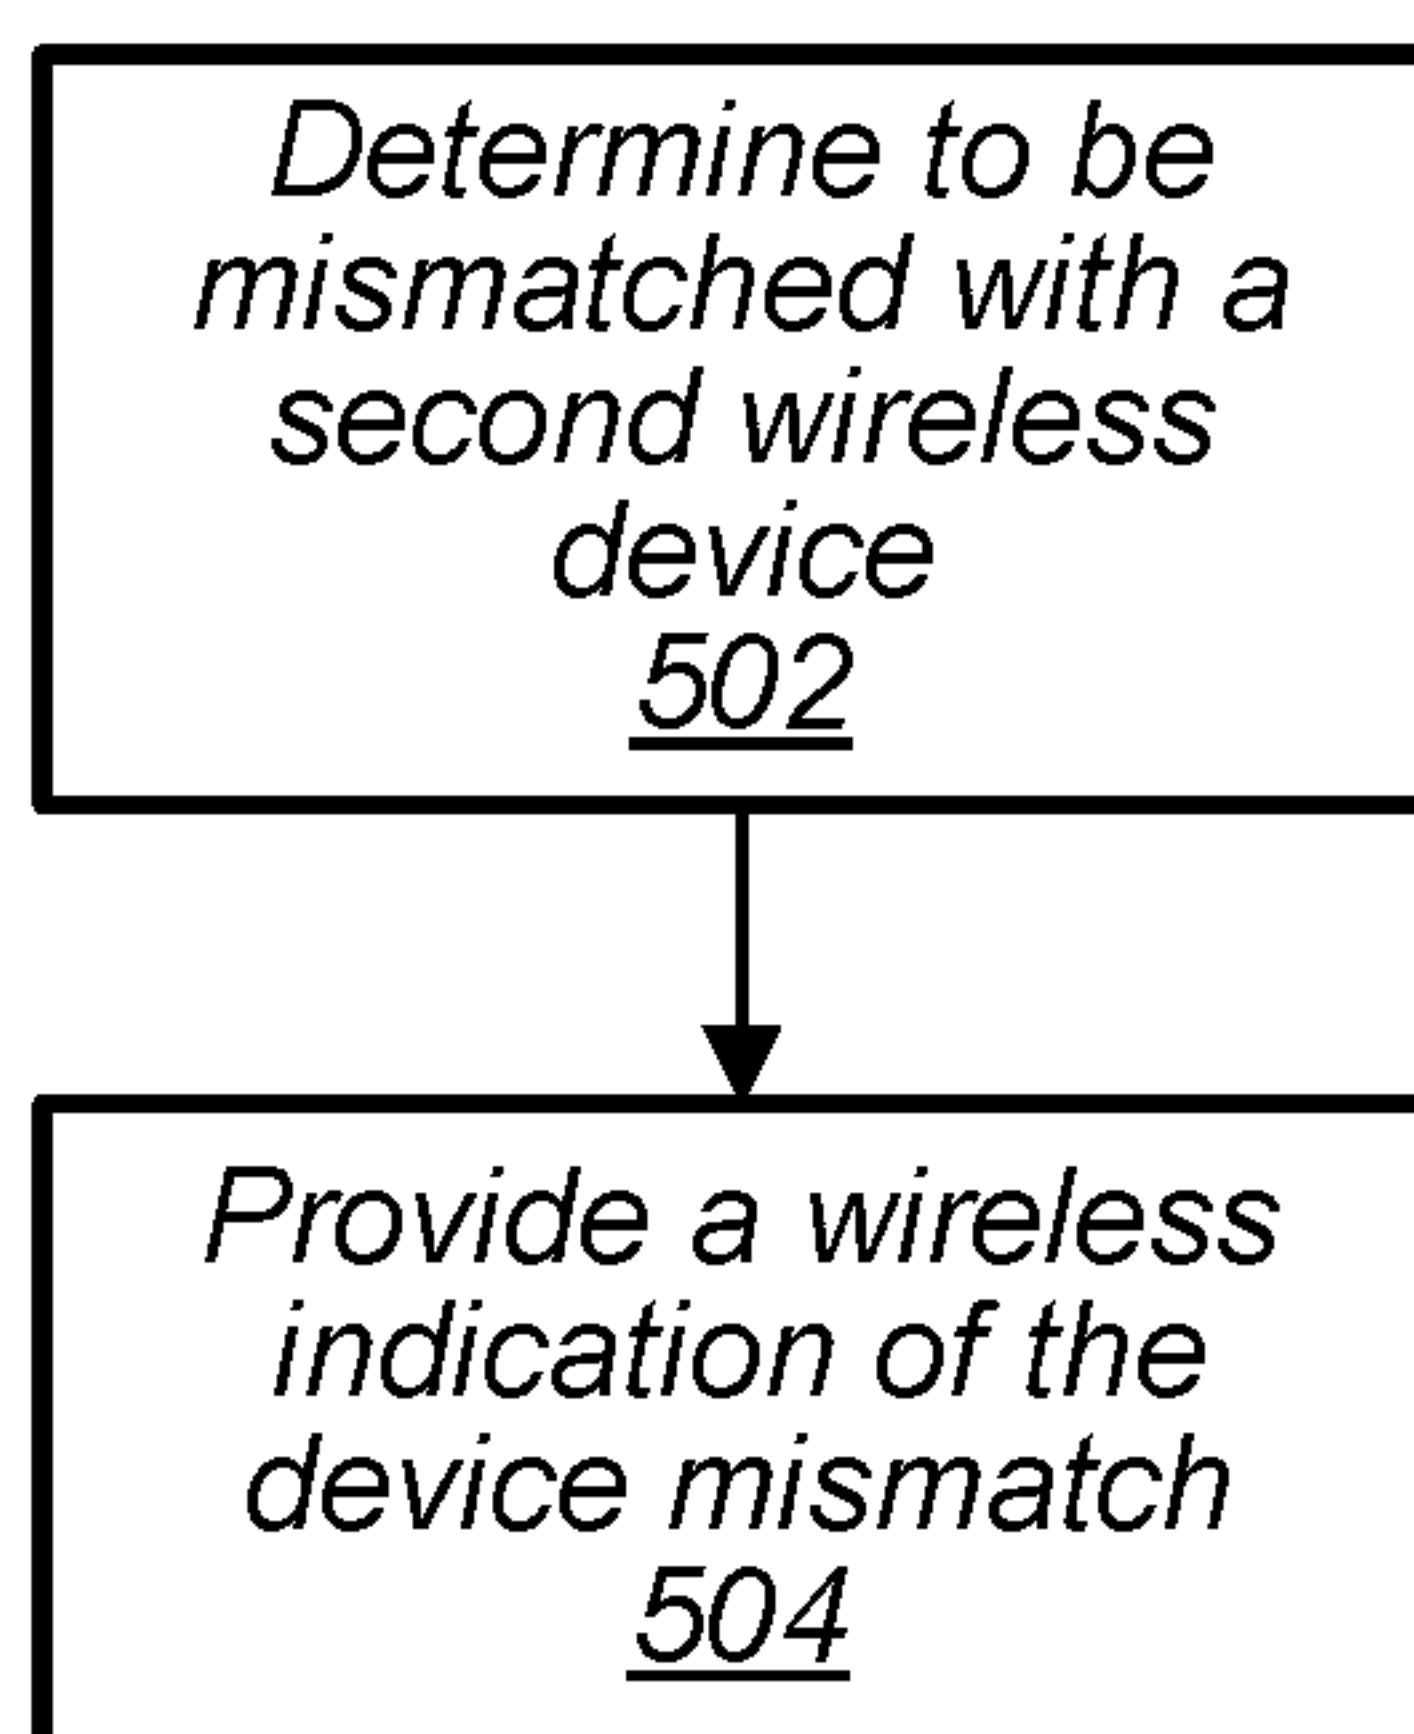 Determine to be
mismatched with a
second wireless
device
502
Provide a wireless
indication of the
device mismatch
504